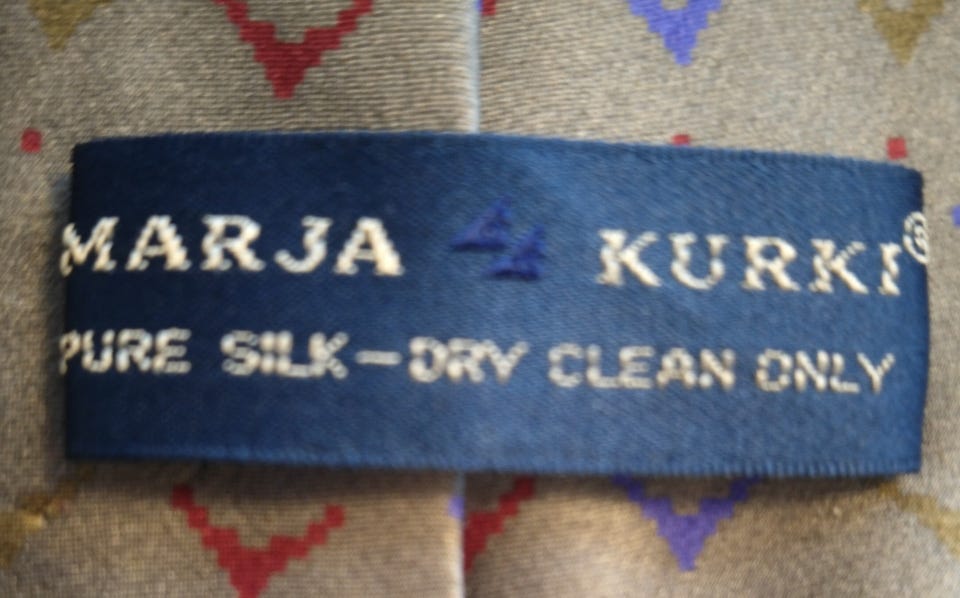 MARJA KURKI®
PURE SILK-DRY CLEAN ONLY